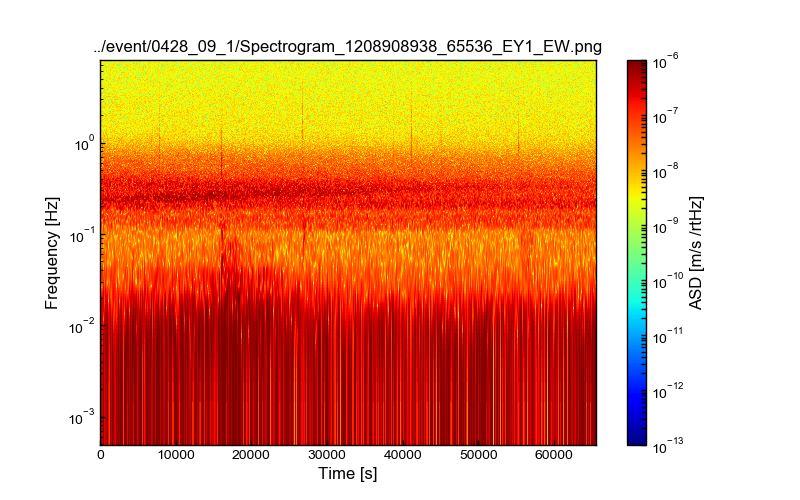 ../event/0428_09_1/Spectrogram_1208908938_65536_EY1_EW.png
Frequency [Hz]
10⁰
10⁻¹
10⁻²
10⁻³
0 10000 20000 30000 40000 50000 60000
Time [s]
10⁻⁶
10⁻⁷
10⁻⁸
10⁻⁹
10⁻¹⁰
10⁻¹¹
10⁻¹²
10⁻¹³
ASD [m/s /rtHz]